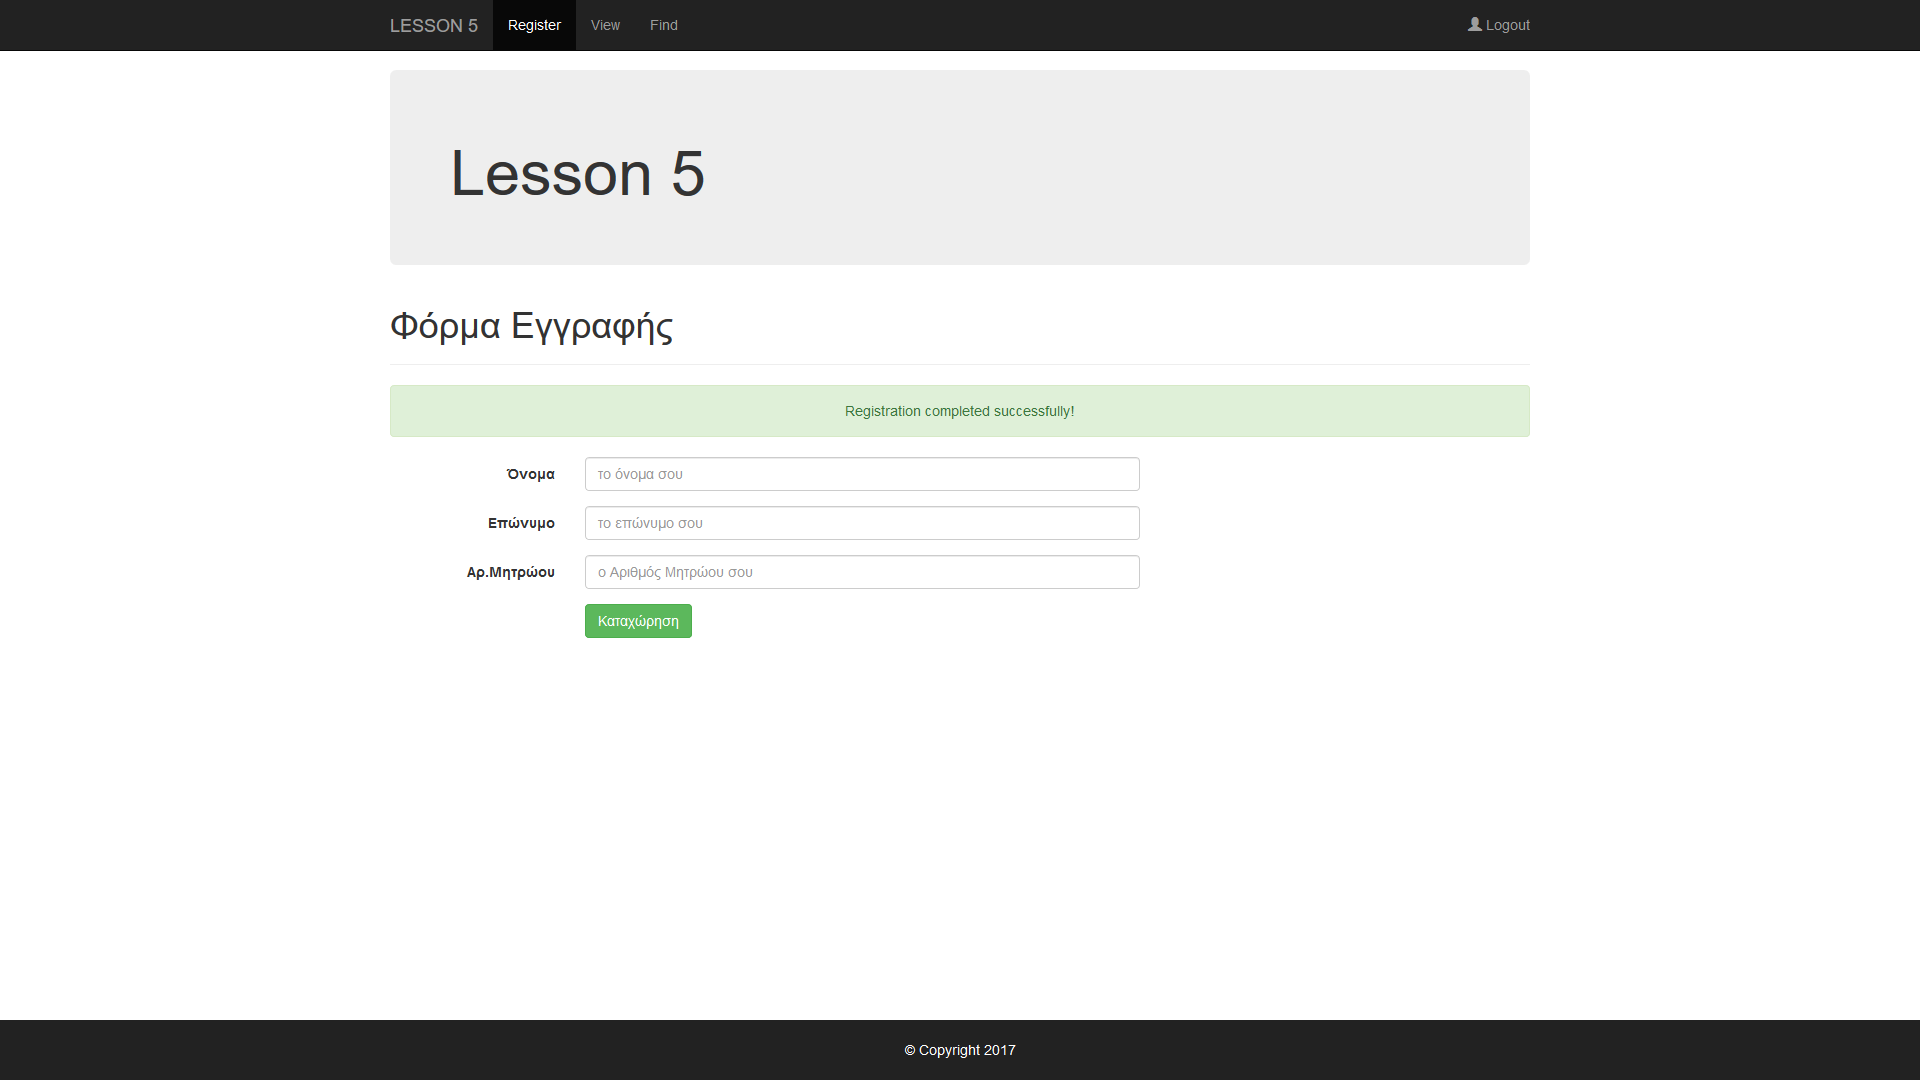 LESSON 5 Register View Find Logout
Lesson 5
Φόρμα Εγγραφής
Registration completed successfully!
Όνομα το όνομα σου
Επώνυμο το επώνυμο σου
Αρ.Μητρώου ο Αριθμός Μητρώου σου
Καταχώρηση
© Copyright 2017